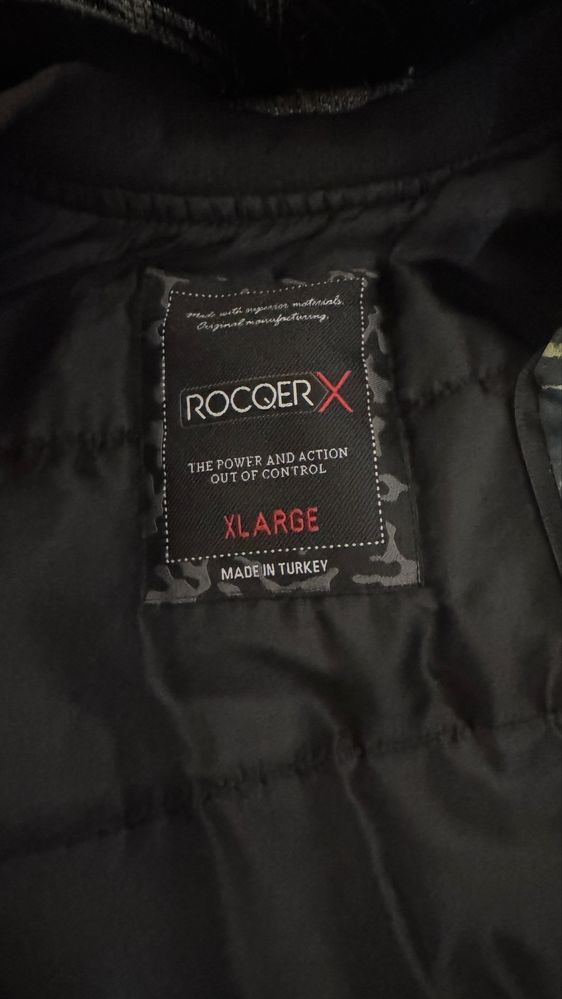 Made with superior materials.
Original manufacturing.
ROCQER X
THE POWER AND ACTION
OUT OF CONTROL
XLARGE
MADE IN TURKEY